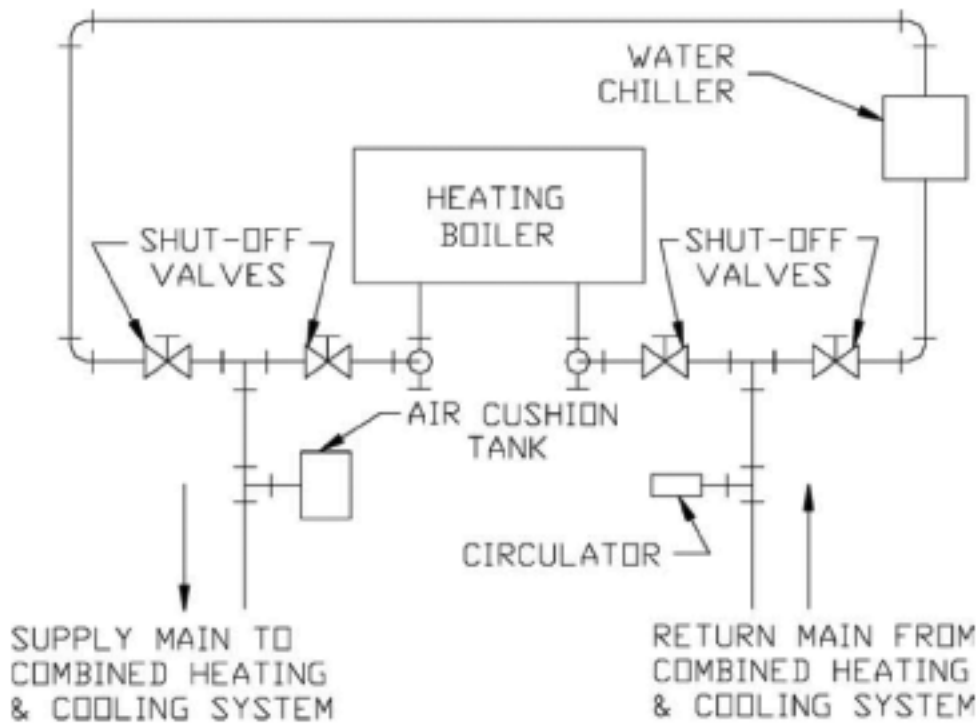 WATER
CHILLER
HEATING
BOILER
SHUT-OFF
VALVES
SHUT-OFF
VALVES
AIR CUSHION
TANK
CIRCULATOR
SUPPLY MAIN TO
COMBINED HEATING
& COOLING SYSTEM
RETURN MAIN FROM
COMBINED HEATING
& COOLING SYSTEM